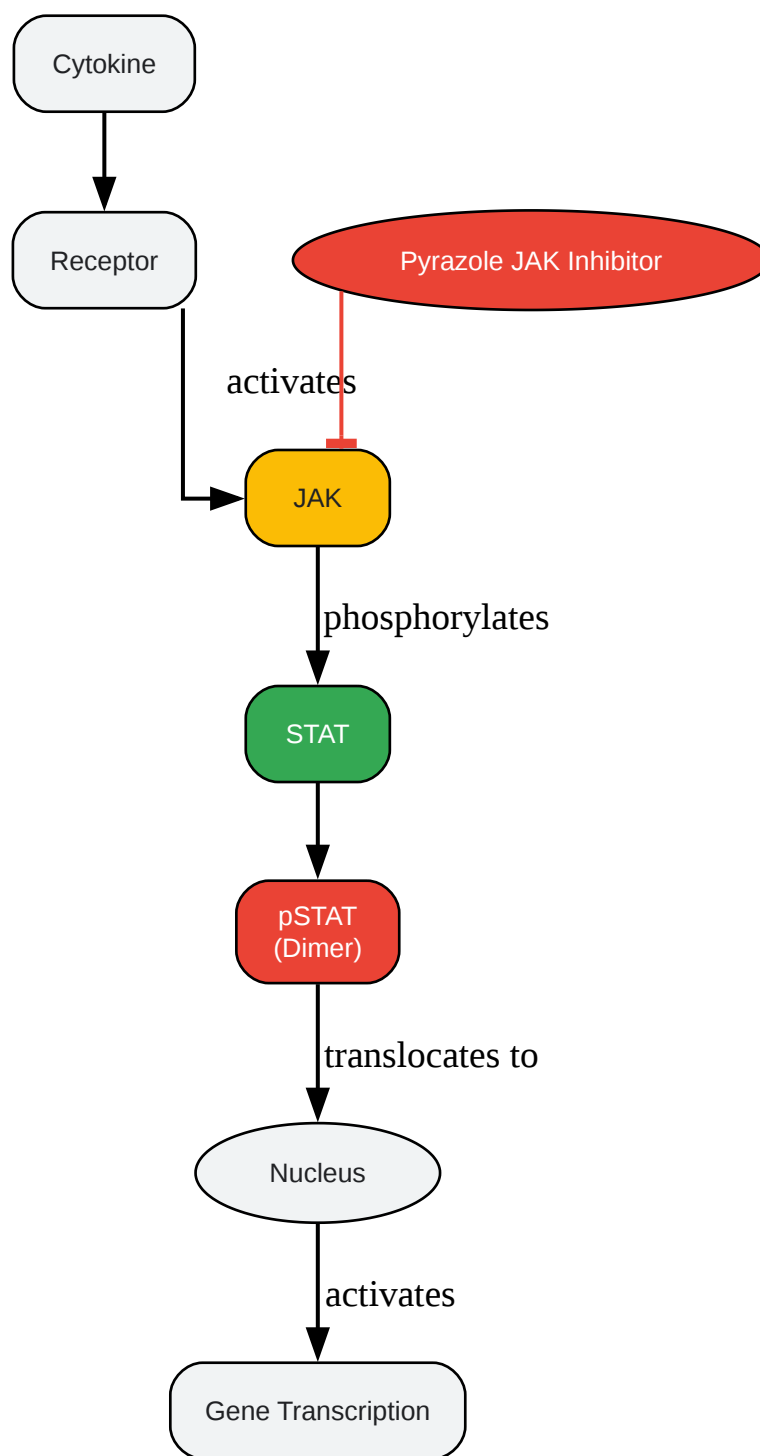 Cytokine
Receptor
Pyrazole JAK Inhibitor
activates
JAK
phosphorylates
STAT
pSTAT
(Dimer)
translocates to
Nucleus
activates
Gene Transcription